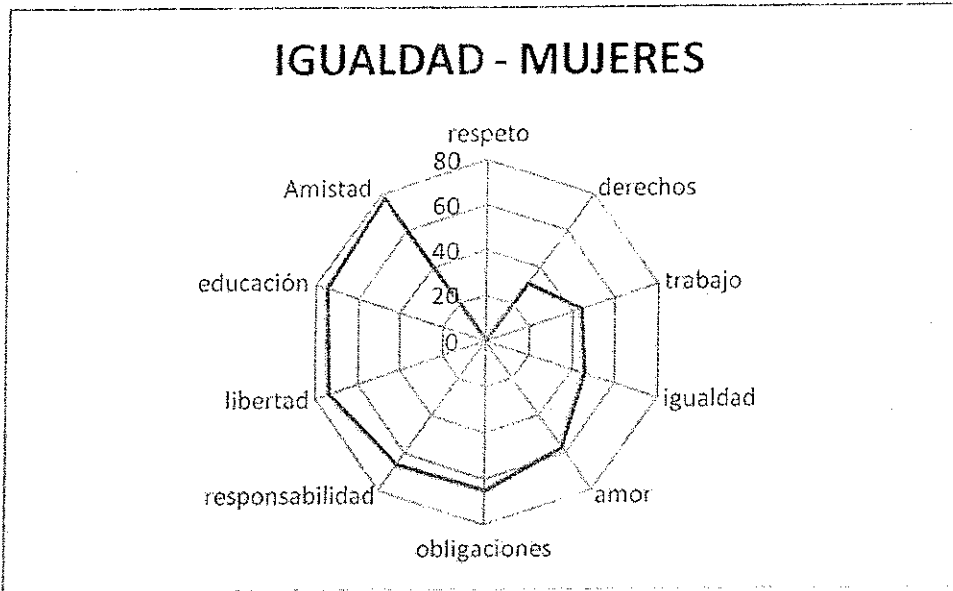 IGUALDAD - MUJERES
respeto
80
Amistad
derechos
60
40
educación
trabajo
20
0
libertad
igualdad
responsabilidad
amor
obligaciones